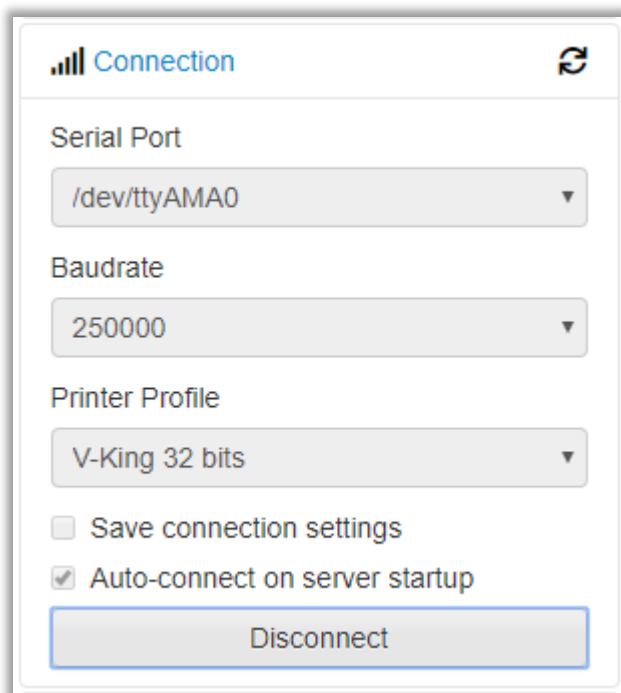 Connection
Serial Port
/dev/ttyAMA0
Baudrate
250000
Printer Profile
V-King 32 bits
Save connection settings
Auto-connect on server startup
Disconnect